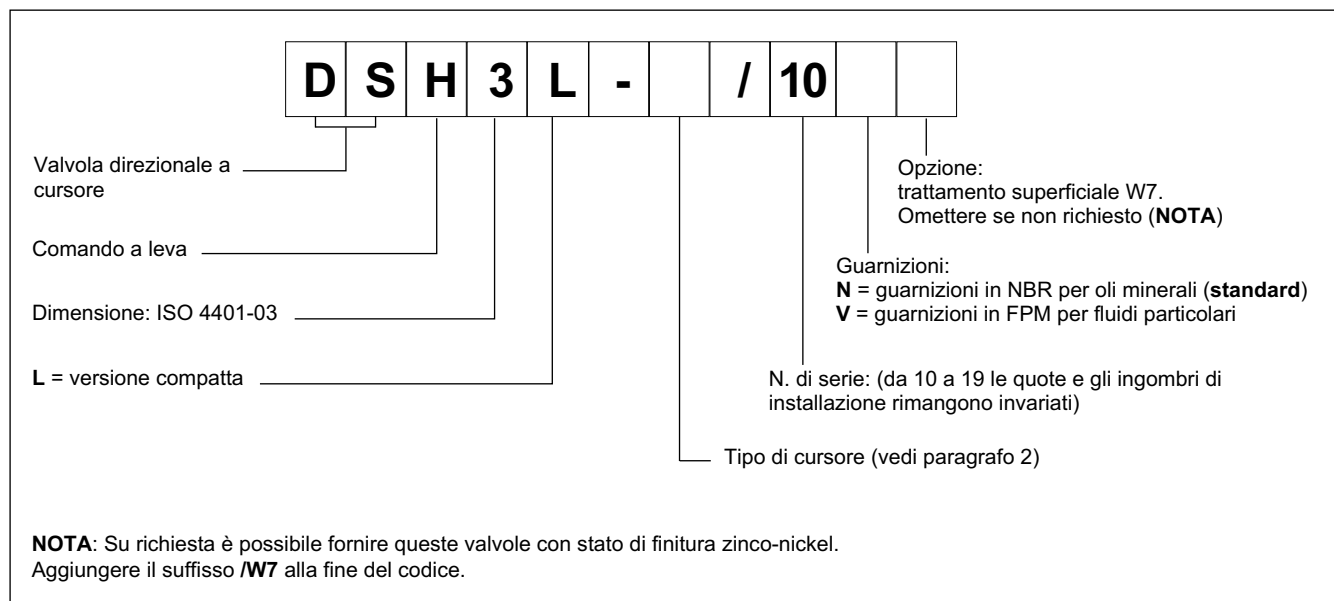 D S H 3 L - / 10
Valvola direzionale a
cursore
Comando a leva
Dimensione: ISO 4401-03
L = versione compatta
Opzione:
trattamento superficiale W7.
Omettere se non richiesto (NOTA)
Guarnizioni:
N = guarnizioni in NBR per oli minerali (standard)
V = guarnizioni in FPM per fluidi particolari
N. di serie: (da 10 a 19 le quote e gli ingombri di
installazione rimangono invariati)
Tipo di cursore (vedi paragrafo 2)
NOTA: Su richiesta è possibile fornire queste valvole con stato di finitura zinco-nickel.
Aggiungere il suffisso /W7 alla fine del codice.